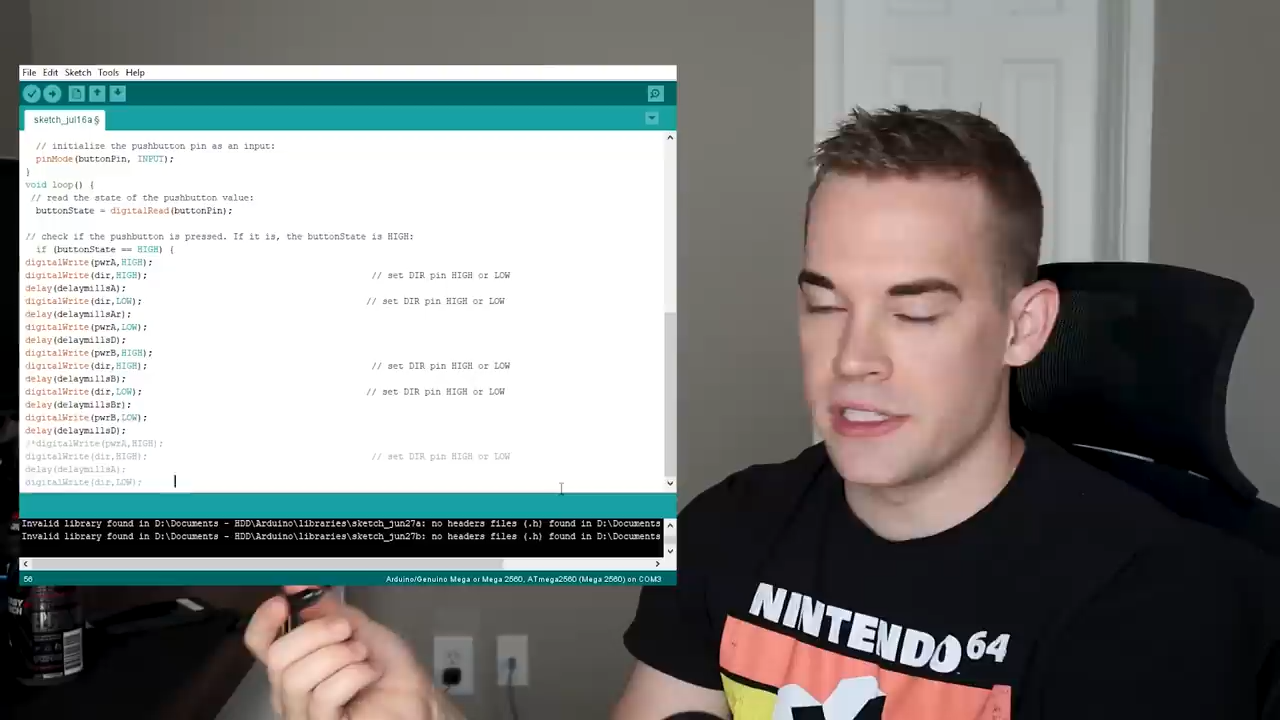 File Edit Sketch Tools Help
sketch_jul16a §
// initialize the pushbutton pin as an input:
pinMode(buttonPin, INPUT);
}
void loop() {
// read the state of the pushbutton value:
buttonState = digitalRead(buttonPin);
// check if the pushbutton is pressed. If it is, the buttonState is HIGH:
if (buttonState == HIGH) {
digitalWrite(pwrA,HIGH);
digitalWrite(dir,HIGH); // set DIR pin HIGH or LOW
delay(delaymillsA);
digitalWrite(dir,LOW); // set DIR pin HIGH or LOW
delay(delaymillsAr);
digitalWrite(pwrA,LOW);
delay(delaymillsD);
digitalWrite(pwrB,HIGH);
digitalWrite(dir,HIGH); // set DIR pin HIGH or LOW
delay(delaymillsB);
digitalWrite(dir,LOW); // set DIR pin HIGH or LOW
delay(delaymillsBr);
digitalWrite(pwrB,LOW);
delay(delaymillsD);
/*digitalWrite(pwrA,HIGH);
digitalWrite(dir,HIGH); // set DIR pin HIGH or LOW
delay(delaymillsA);
digitalWrite(dir,LOW);
Invalid library found in D:\Documents - HDD\Arduino\libraries\sketch_jun27a: no headers files (.h) found in D:\Documents
Invalid library found in D:\Documents - HDD\Arduino\libraries\sketch_jun27b: no headers files (.h) found in D:\Documents
56 Arduino/Genuino Mega or Mega 2560, ATmega2560 (Mega 2560) on COM3
NINTENDO 64